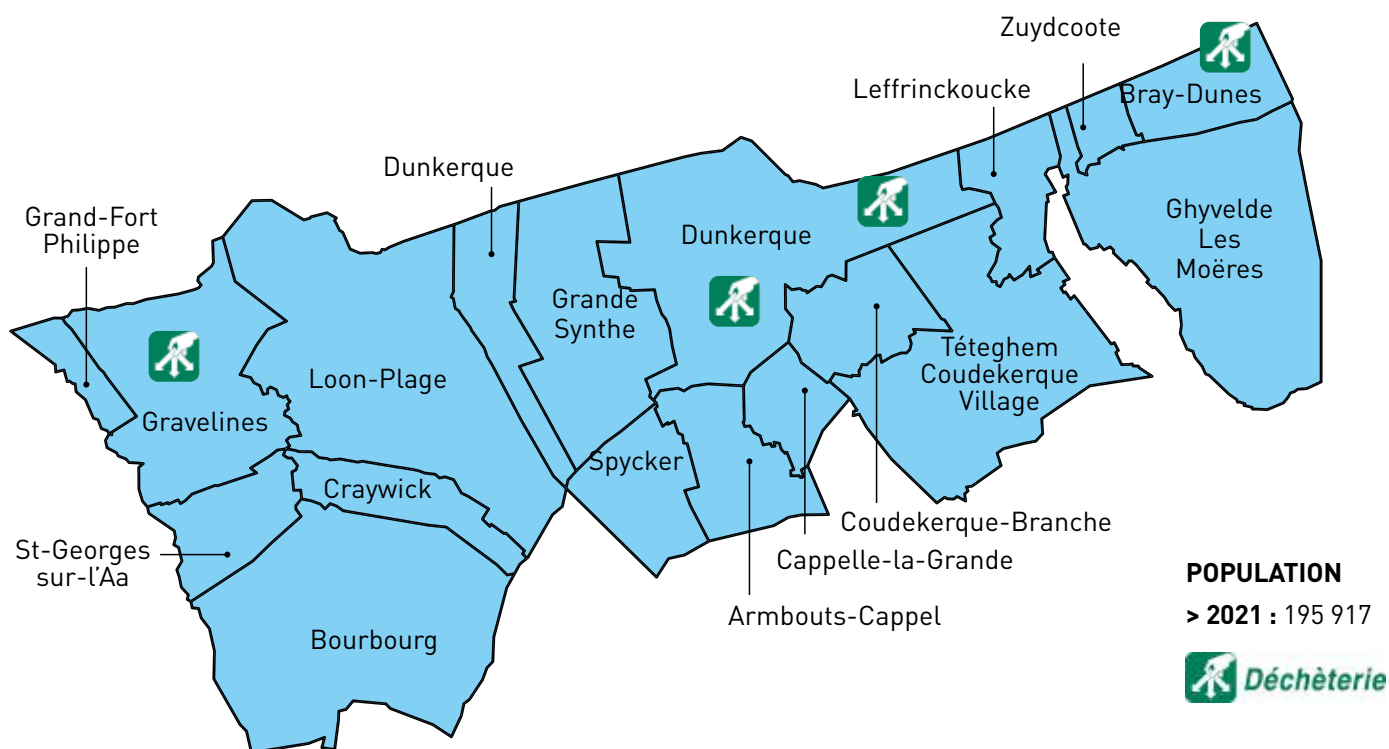 Zuydcoote
Bray-Dunes
Leffrinckoucke
Dunkerque
Grand-Fort
Philippe
Dunkerque
Ghyvelde
Les
Moëres
Grande
Synthe
Loon-Plage
Téteghem
Coudekerque
Village
Gravelines
Spycker
Craywick
Coudekerque-Branche
St-Georges
sur-l'Aa
Cappelle-la-Grande
Armbouts-Cappel
Bourbourg
POPULATION
> 2021 : 195 917
Déchèterie